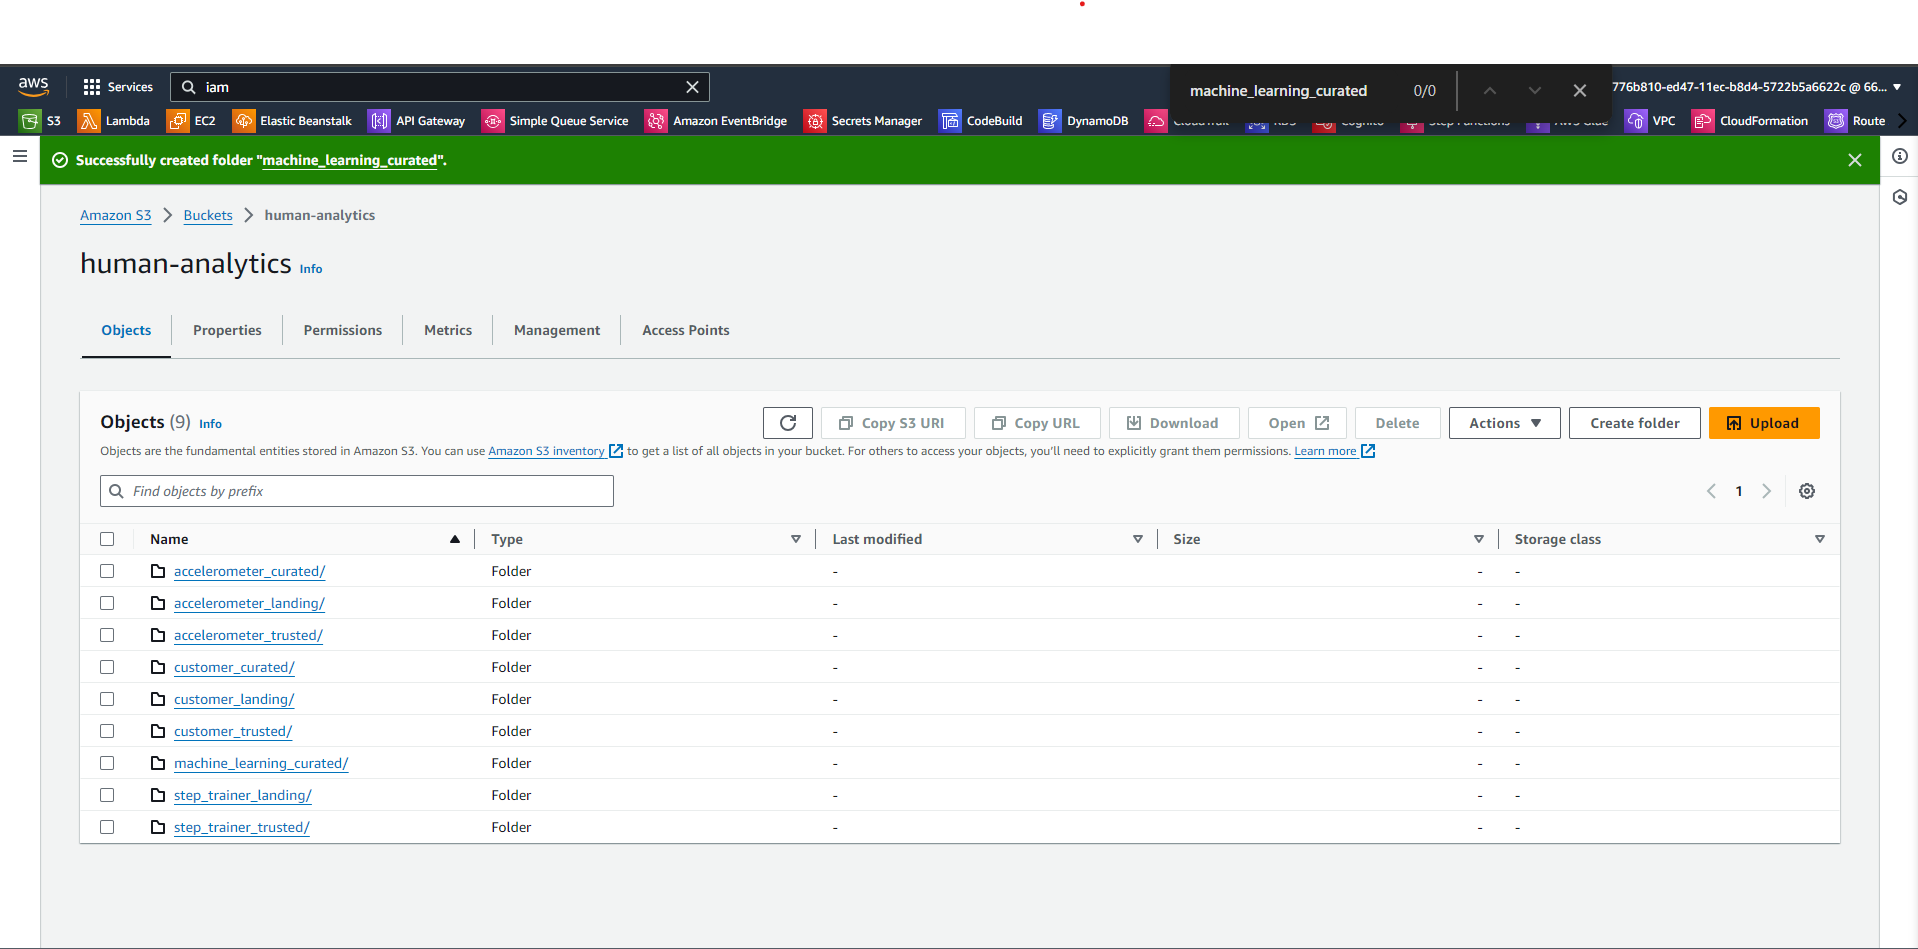 aws
Services
iam
machine_learning_curated 0/0
776b810-ed47-11ec-b8d4-5722b5a6622c @ 66...
S3 Lambda EC2 Elastic Beanstalk API Gateway Simple Queue Service Amazon EventBridge Secrets Manager CodeBuild DynamoDB CloudTrail RDS Cognito Step Functions AWS Glue VPC CloudFormation Route
Successfully created folder "machine_learning_curated".
Amazon S3 Buckets human-analytics
human-analytics Info
Objects Properties Permissions Metrics Management Access Points
Objects (9) Info
Copy S3 URI Copy URL Download Open Delete Actions Create folder Upload
Objects are the fundamental entities stored in Amazon S3. You can use Amazon S3 inventory to get a list of all objects in your bucket. For others to access your objects, you'll need to explicitly grant them permissions. Learn more
Find objects by prefix
1
Name Type Last modified Size Storage class
accelerometer_curated/ Folder - - -
accelerometer_landing/ Folder - - -
accelerometer_trusted/ Folder - - -
customer_curated/ Folder - - -
customer_landing/ Folder - - -
customer_trusted/ Folder - - -
machine_learning_curated/ Folder - - -
step_trainer_landing/ Folder - - -
step_trainer_trusted/ Folder - - -